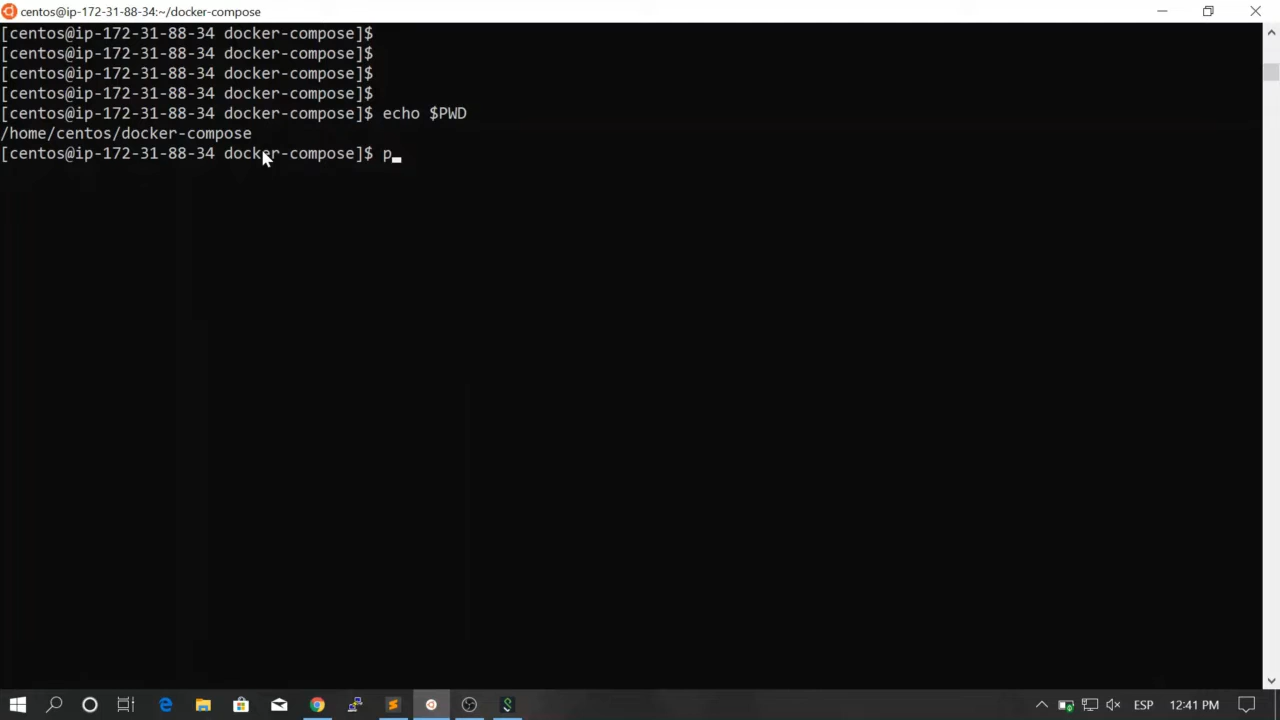 centos@ip-172-31-88-34:~/docker-compose
[centos@ip-172-31-88-34 docker-compose]$
[centos@ip-172-31-88-34 docker-compose]$
[centos@ip-172-31-88-34 docker-compose]$
[centos@ip-172-31-88-34 docker-compose]$
[centos@ip-172-31-88-34 docker-compose]$ echo $PWD
/home/centos/docker-compose
[centos@ip-172-31-88-34 docker-compose]$ p
ESP
12:41 PM